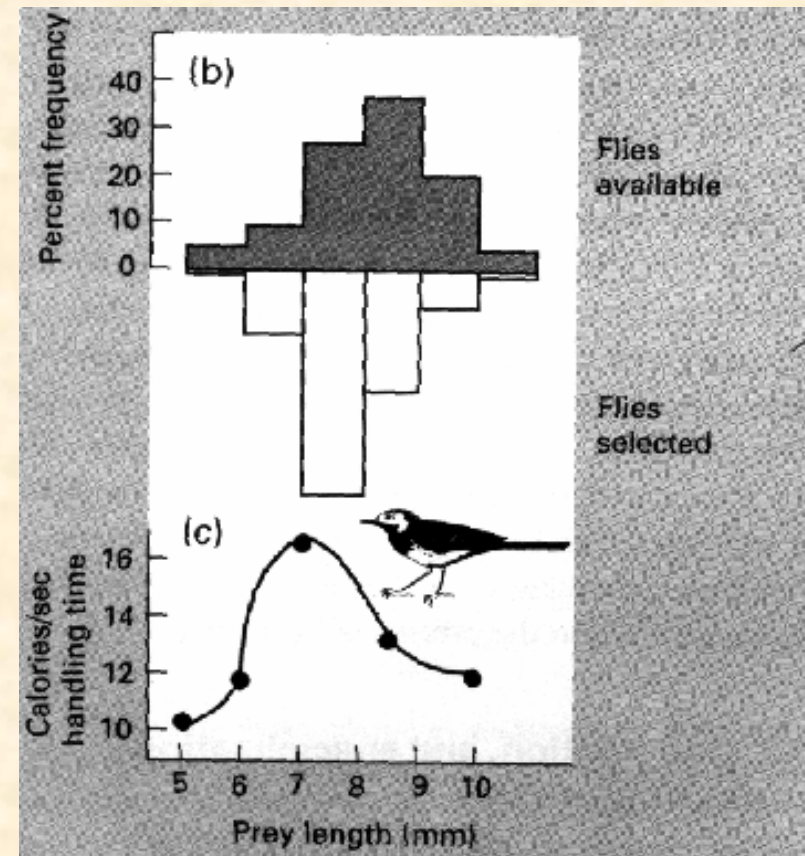 Percent frequency
(b)
40
30
20
10
0
Flies
available
Flies
selected
Calories/sec
handling time
(c)
16
14
12
10
5 6 7 8 9 10
Prey length (mm)